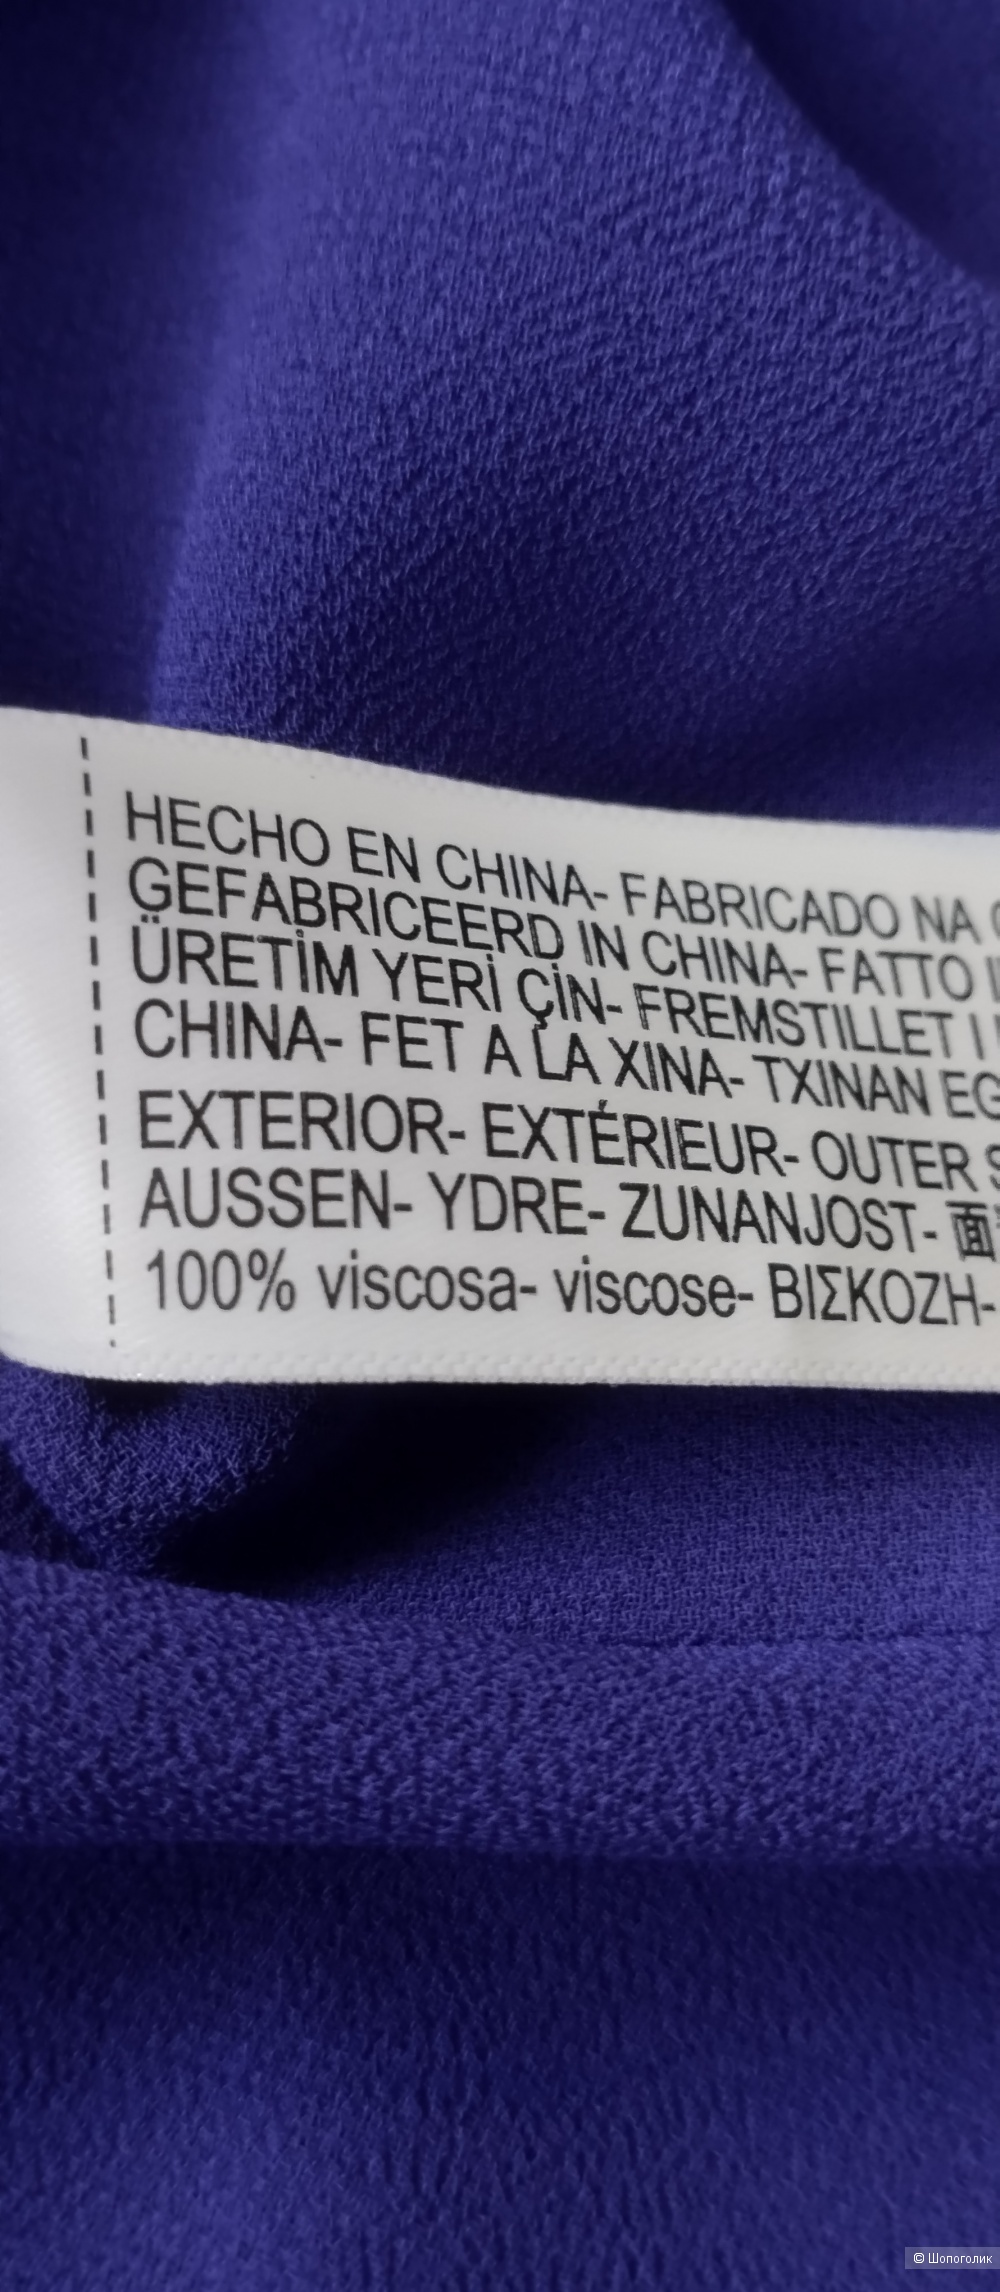 HECHO EN CHINA- FABRICADO NA
GEFABRICEERD IN CHINA- FATTO
ÜRETİM YERİ ÇİN- FREMSTILLET I
CHINA- FET A LA XINA- TXINAN EG
EXTERIOR- EXTÉRIEUR- OUTER
AUSSEN- YDRE- ZUNANJOST- 面
100% viscosa- viscose- ΒΙΣΚΟΖΗ-
© Шопоголик